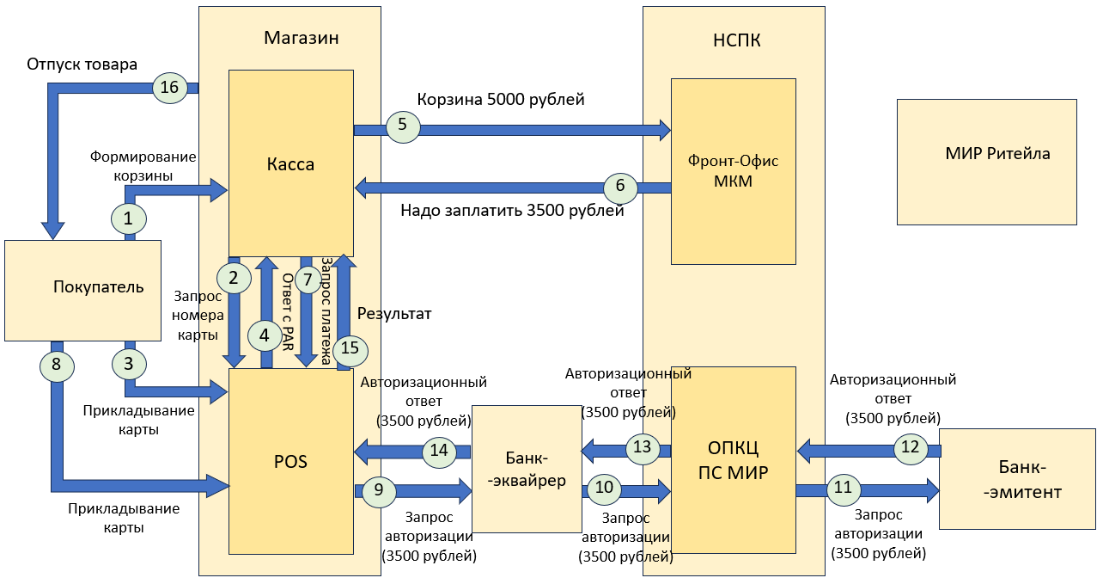 Магазин
НСПК
Отпуск товара
16
Корзина 5000 рублей
5
МИР Ритейла
Формирование
корзины
Касса
Фронт-Офис
МКМ
6
1
Надо заплатить 3500 рублей
Покупатель
2
7
Запрос
номера
карты
4
Ответ с PAR
Запрос платежа
Результат
15
8
3
Прикладывание
карты
Авторизационный
ответ
(3500 рублей)
Авторизационный
ответ
(3500 рублей)
Авторизационный
ответ
(3500 рублей)
POS
14
Банк-
-эквайрер
13
ОПКЦ
ПС МИР
12
Банк-
-эмитент
9
10
11
Прикладывание
карты
Запрос
авторизации
(3500 рублей)
Запрос
авторизации
(3500 рублей)
Запрос
авторизации
(3500 рублей)